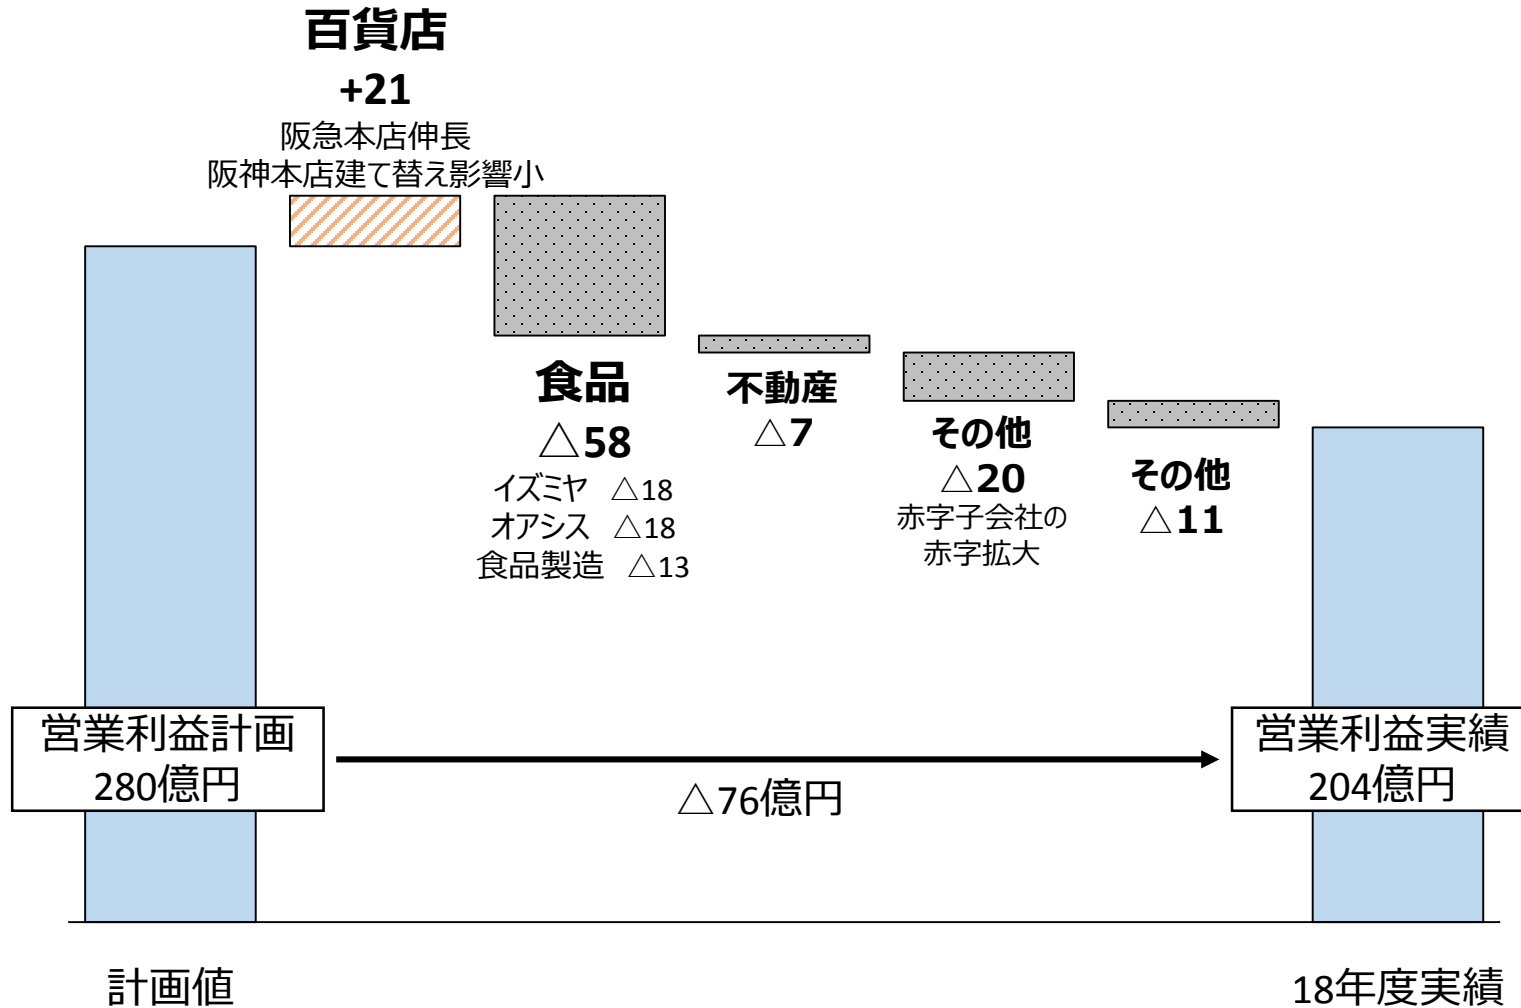 百貨店
+21
阪急本店伸長
阪神本店建て替え影響小
食品
△58
イズミヤ △18
オアシス △18
食品製造 △13
不動産
△7
その他
△20
赤字子会社の
赤字拡大
その他
△11
営業利益計画
280億円
△76億円
営業利益実績
204億円
計画値
18年度実績